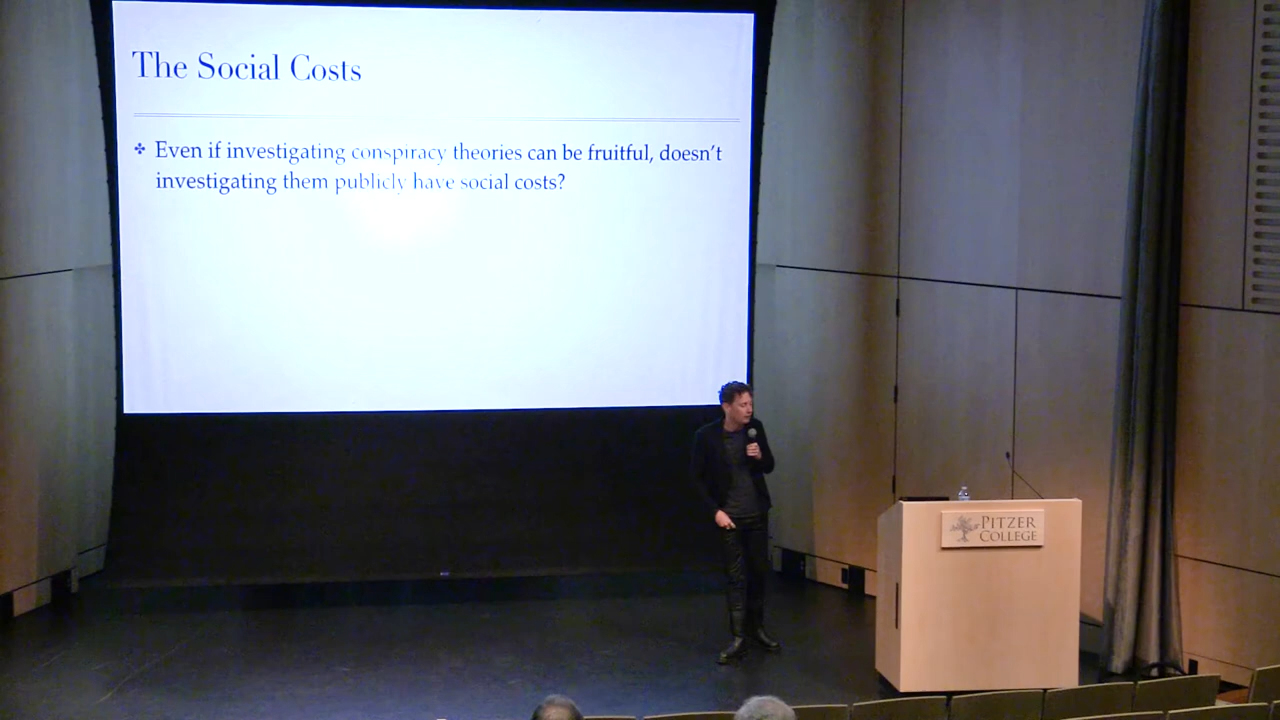 The Social Costs
Even if investigating conspiracy theories can be fruitful, doesn’t
investigating them publicly have social costs?
PITZER
COLLEGE